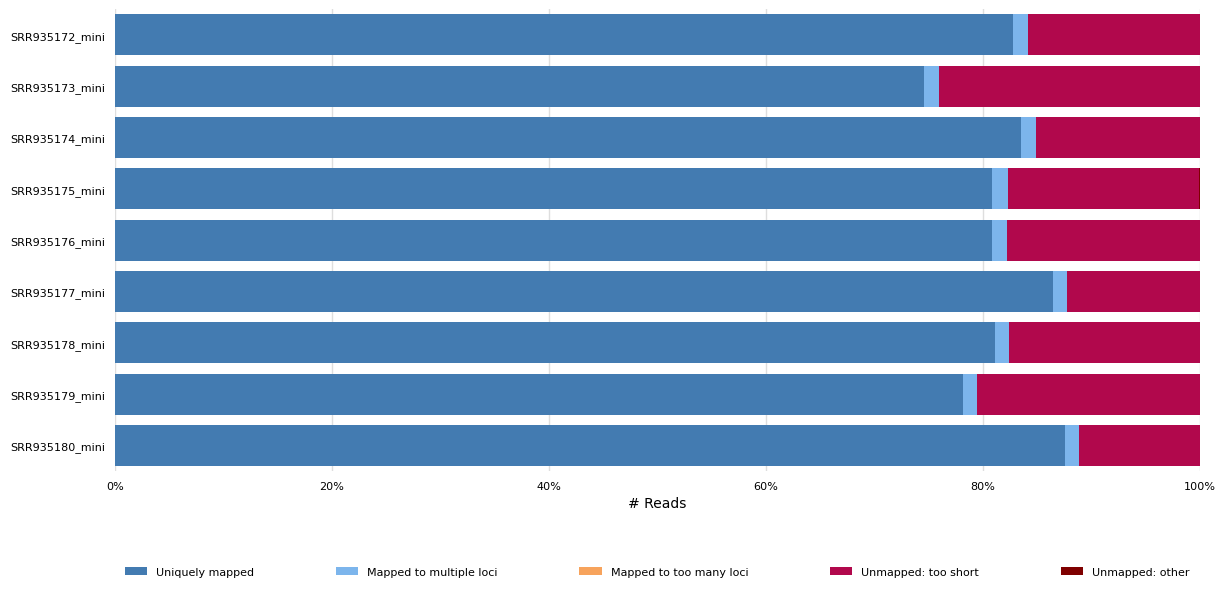 SRR935172_mini
SRR935173_mini
SRR935174_mini
SRR935175_mini
SRR935176_mini
SRR935177_mini
SRR935178_mini
SRR935179_mini
SRR935180_mini
0% 20% 40% 60% 80% 100%
# Reads
Uniquely mapped Mapped to multiple loci Mapped to too many loci Unmapped: too short Unmapped: other